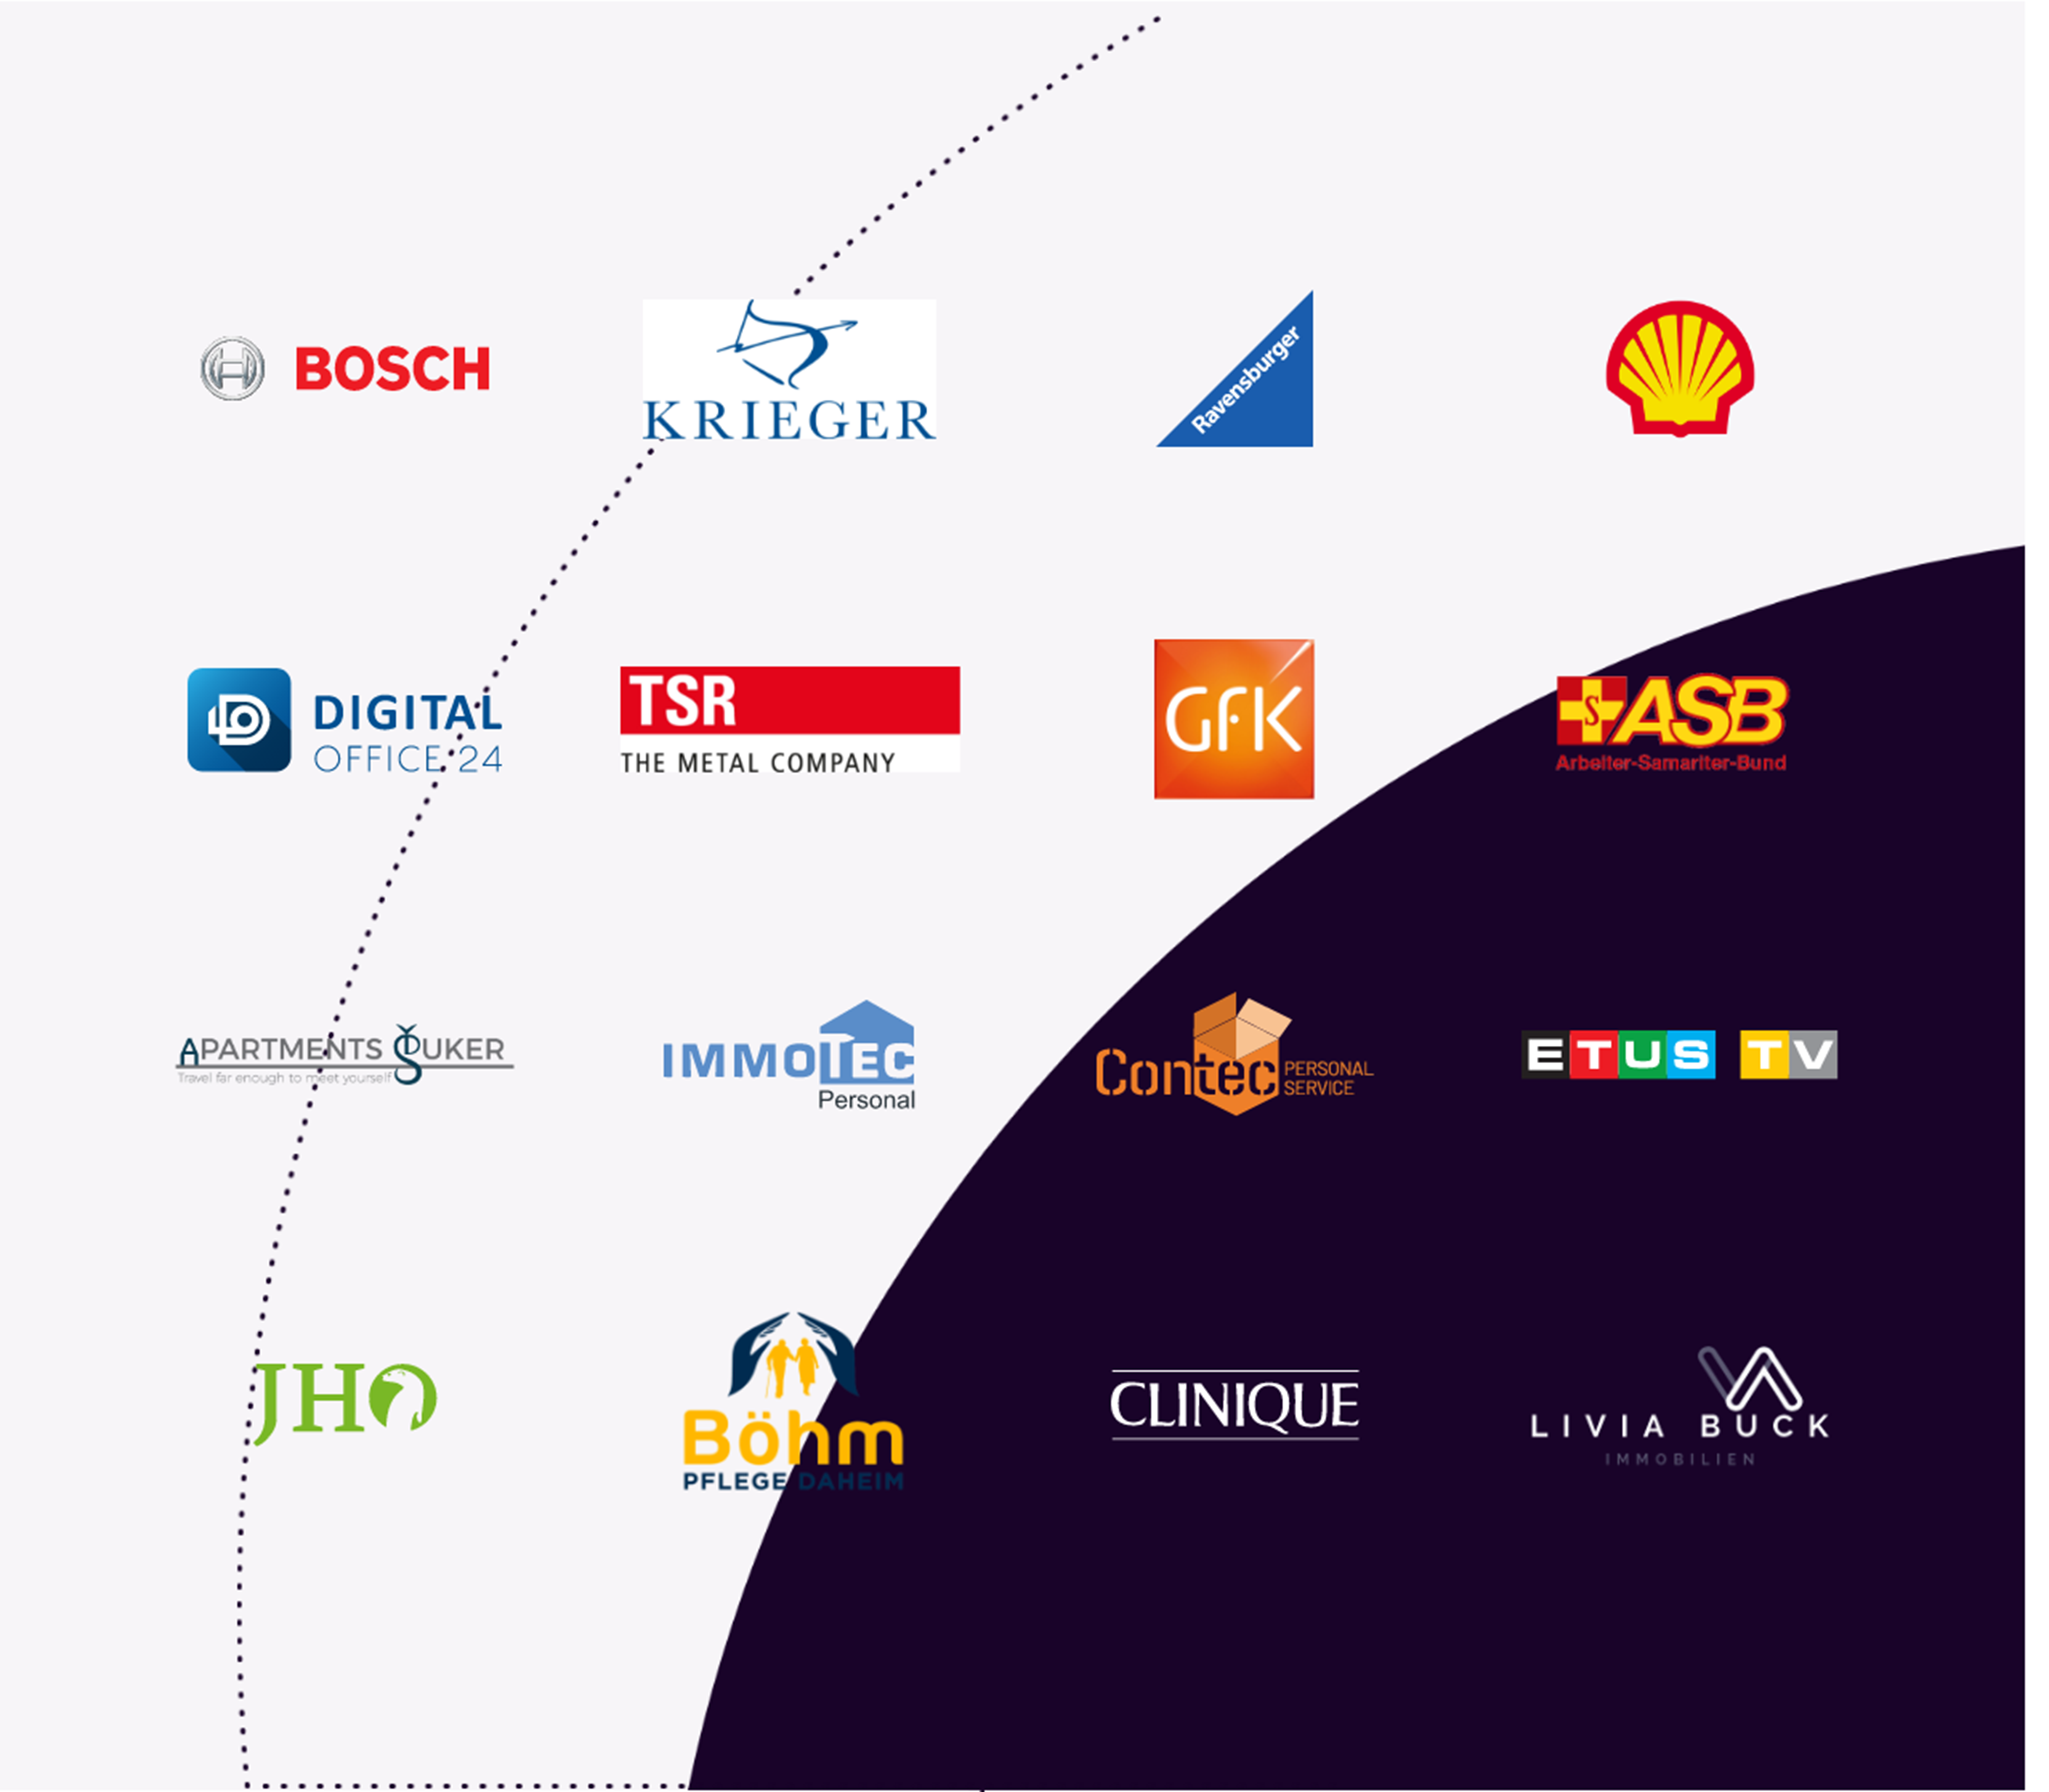 BOSCH
KRIEGER
Ravensburger
DIGITAL
OFFICE 24
TSR
THE METAL COMPANY
GfK
S
ASB
Arbeiter-Samariter-Bund
APARTMENTS ŠUKER
Travel far enough to meet yourself
IMMOTEC
Personal
Contec PERSONAL
SERVICE
ETUS TV
JHO
Böhm
PFLEGE DAHEIM
CLINIQUE
LIVIA BUCK
IMMOBILIEN